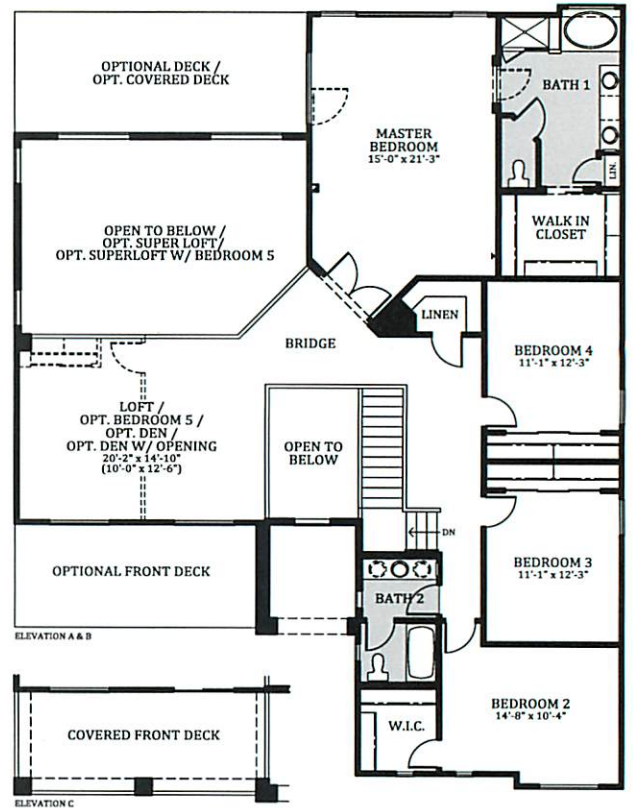 OPTIONAL DECK /
OPT. COVERED DECK
MASTER
BEDROOM
15'-0" x 21'-3"
BATH 1
LIN.
WALK IN
CLOSET
OPEN TO BELOW /
OPT. SUPER LOFT/
OPT. SUPERLOFT W/ BEDROOM 5
LINEN
BRIDGE
BEDROOM 4
11'-1" x 12'-3"
LOFT /
OPT. BEDROOM 5 /
OPT. DEN /
OPT. DEN W/ OPENING
20'-2" x 14'-10"
(10'-0" x 12'-6")
OPEN TO
BELOW
DN
BEDROOM 3
11'-1" x 12'-3"
OPTIONAL FRONT DECK
BATH 2
ELEVATION A & B
BEDROOM 2
14'-8" x 10'-4"
W.I.C.
COVERED FRONT DECK
ELEVATION C